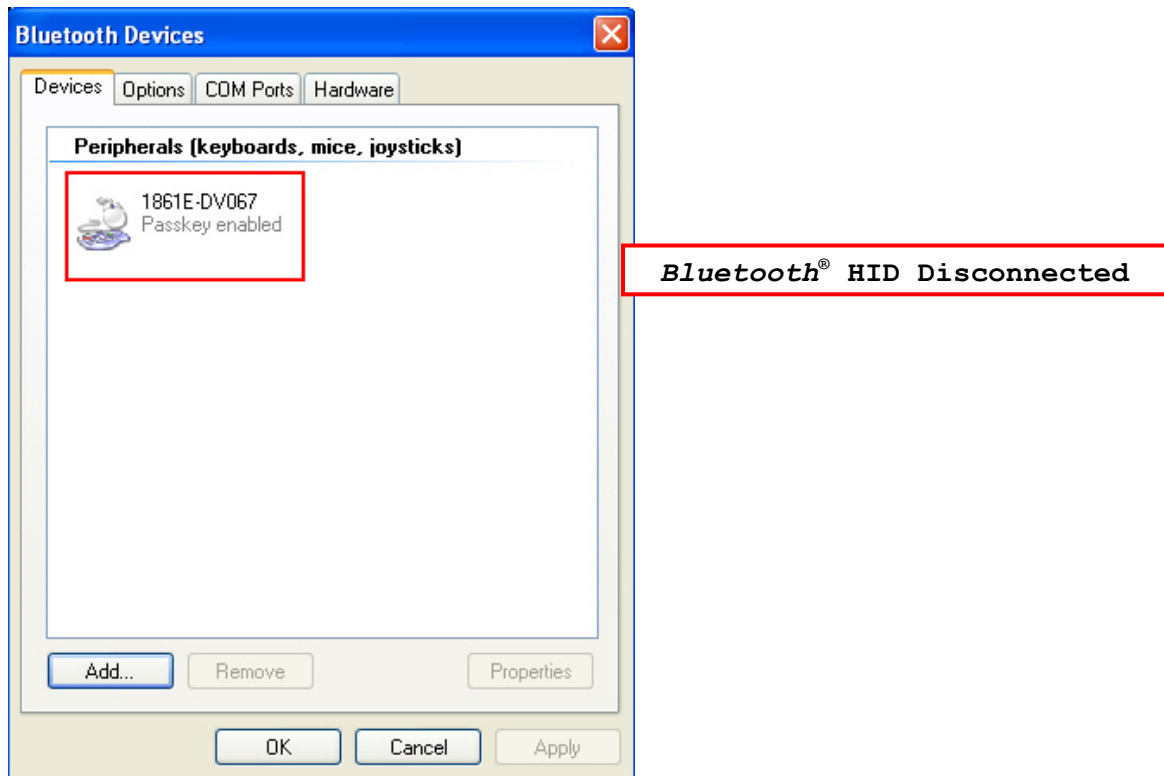 Bluetooth Devices
Devices Options COM Ports Hardware
Peripherals (keyboards, mice, joysticks)
1861E-DV067
Passkey enabled
Bluetooth® HID Disconnected
Add... Remove Properties
OK Cancel Apply